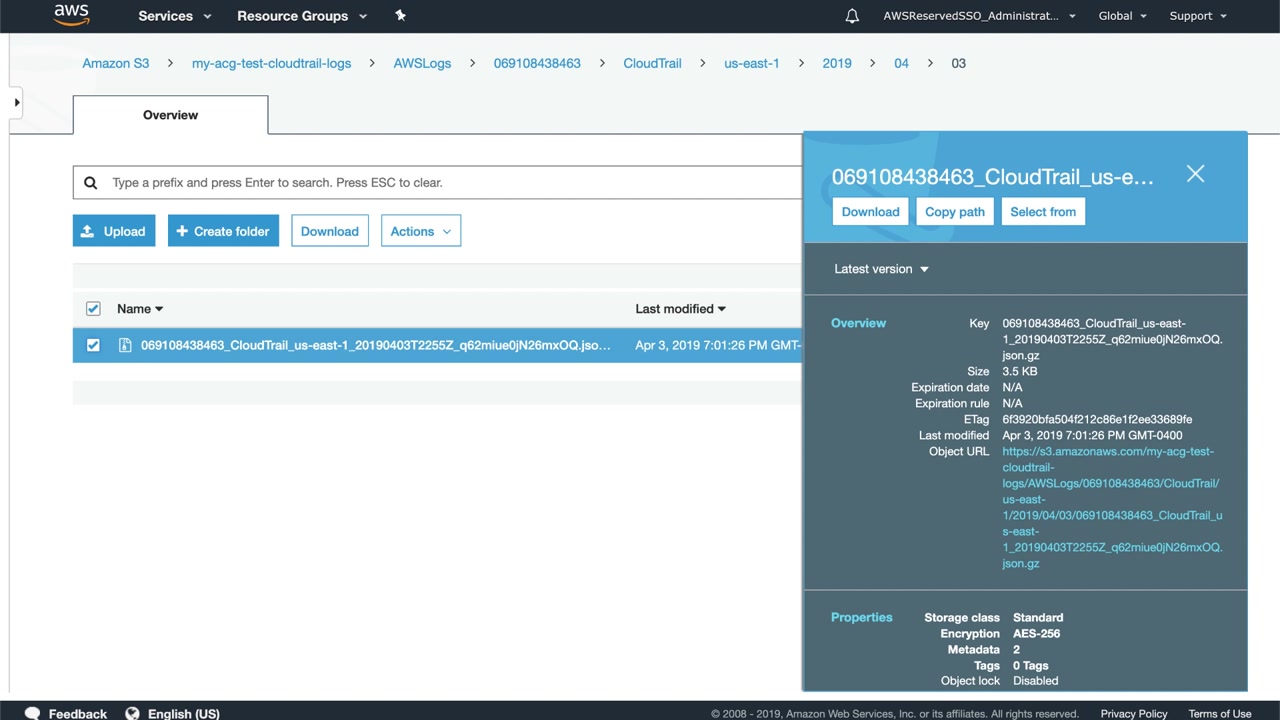 aws Services Resource Groups AWSReservedSSO_Administrat... Global Support
Amazon S3 my-acg-test-cloudtrail-logs AWSLogs 069108438463 CloudTrail us-east-1 2019 04 03
Overview
Type a prefix and press Enter to search. Press ESC to clear.
Upload Create folder Download Actions
Name Last modified
069108438463_CloudTrail_us-east-1_20190403T2255Z_q62miue0jN26mxOQ.jso... Apr 3, 2019 7:01:26 PM GMT-
069108438463_CloudTrail_us-e...
Download Copy path Select from
Latest version
Overview
Key 069108438463_CloudTrail_us-east-
1_20190403T2255Z_q62miue0jN26mxOQ.
json.gz
Size 3.5 KB
Expiration date N/A
Expiration rule N/A
ETag 6f3920bfa504f212c86e1f2ee33689fe
Last modified Apr 3, 2019 7:01:26 PM GMT-0400
Object URL https://s3.amazonaws.com/my-acg-test-
cloudtrail-
logs/AWSLogs/069108438463/CloudTrail/
us-east-
1/2019/04/03/069108438463_CloudTrail_u
s-east-
1_20190403T2255Z_q62miue0jN26mxOQ.
json.gz
Properties
Storage class Standard
Encryption AES-256
Metadata 2
Tags 0 Tags
Object lock Disabled
Feedback English (US) © 2008 - 2019, Amazon Web Services, Inc. or its affiliates. All rights reserved. Privacy Policy Terms of Use